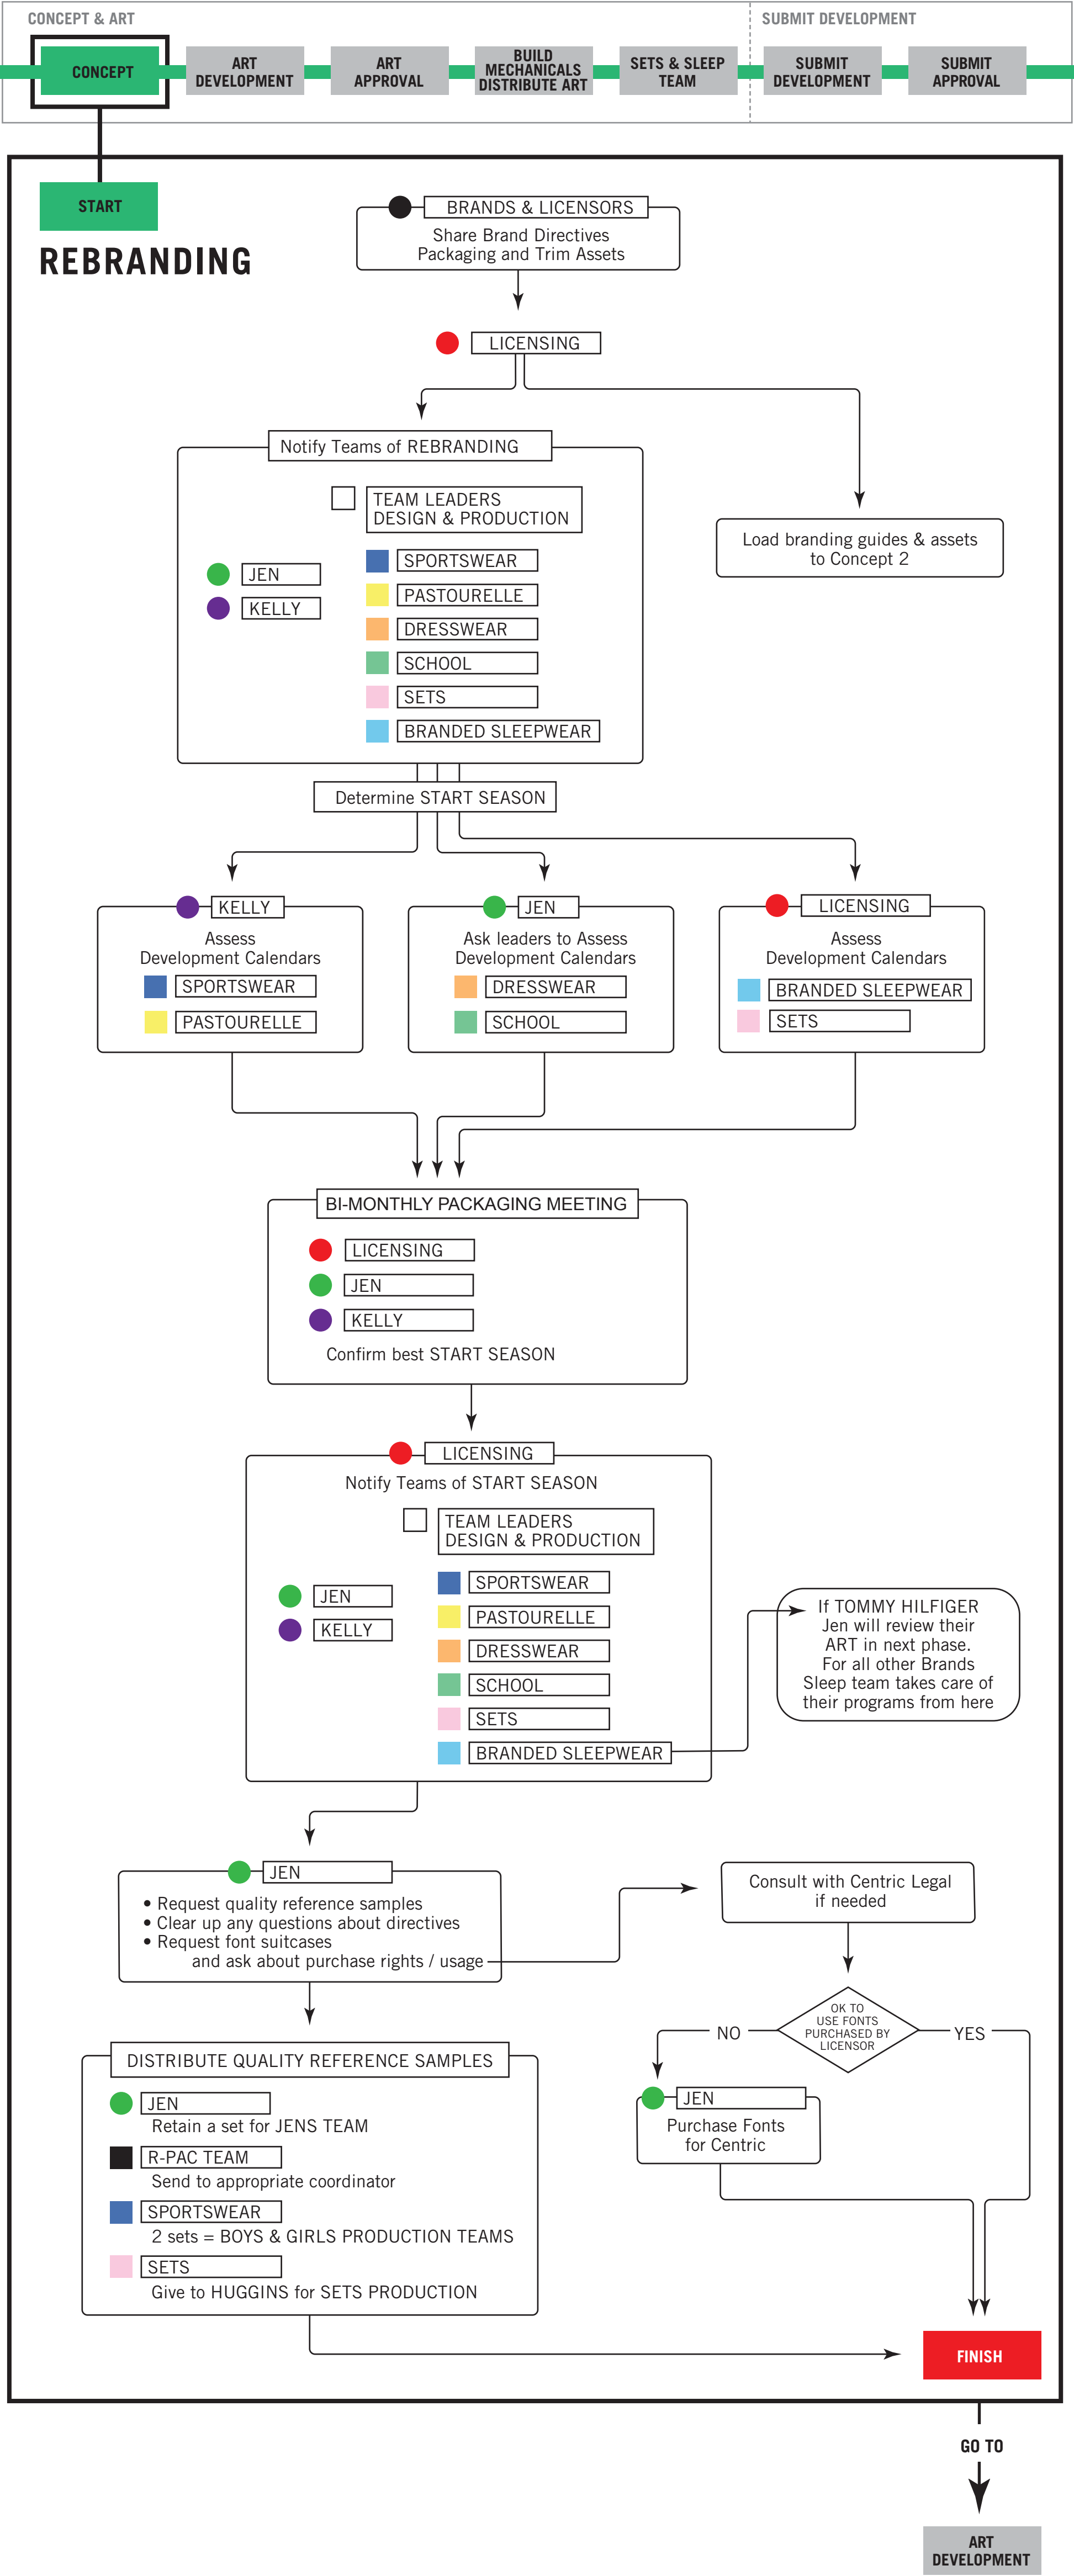 CONCEPT & ART
SUBMIT DEVELOPMENT
CONCEPT
ART
DEVELOPMENT
ART
APPROVAL
BUILD
MECHANICALS
DISTRIBUTE ART
SETS & SLEEP
TEAM
SUBMIT
DEVELOPMENT
SUBMIT
APPROVAL
START
REBRANDING
BRANDS & LICENSORS
Share Brand Directives
Packaging and Trim Assets
LICENSING
Notify Teams of REBRANDING
TEAM LEADERS
DESIGN & PRODUCTION
JEN
KELLY
SPORTSWEAR
PASTOURELLE
DRESSWEAR
SCHOOL
SETS
BRANDED SLEEPWEAR
Load branding guides & assets
to Concept 2
Determine START SEASON
KELLY
Assess
Development Calendars
SPORTSWEAR
PASTOURELLE
JEN
Ask leaders to Assess
Development Calendars
DRESSWEAR
SCHOOL
LICENSING
Assess
Development Calendars
BRANDED SLEEPWEAR
SETS
BI-MONTHLY PACKAGING MEETING
LICENSING
JEN
KELLY
Confirm best START SEASON
LICENSING
Notify Teams of START SEASON
TEAM LEADERS
DESIGN & PRODUCTION
JEN
KELLY
SPORTSWEAR
PASTOURELLE
DRESSWEAR
SCHOOL
SETS
BRANDED SLEEPWEAR
If TOMMY HILFIGER
Jen will review their
ART in next phase.
For all other Brands
Sleep team takes care of
their programs from here
JEN
• Request quality reference samples
• Clear up any questions about directives
• Request font suitcases
and ask about purchase rights / usage
Consult with Centric Legal
if needed
OK TO
USE FONTS
PURCHASED BY
LICENSOR
NO
YES
JEN
Purchase Fonts
for Centric
DISTRIBUTE QUALITY REFERENCE SAMPLES
JEN
Retain a set for JENS TEAM
R-PAC TEAM
Send to appropriate coordinator
SPORTSWEAR
2 sets = BOYS & GIRLS PRODUCTION TEAMS
SETS
Give to HUGGINS for SETS PRODUCTION
FINISH
GO TO
ART
DEVELOPMENT